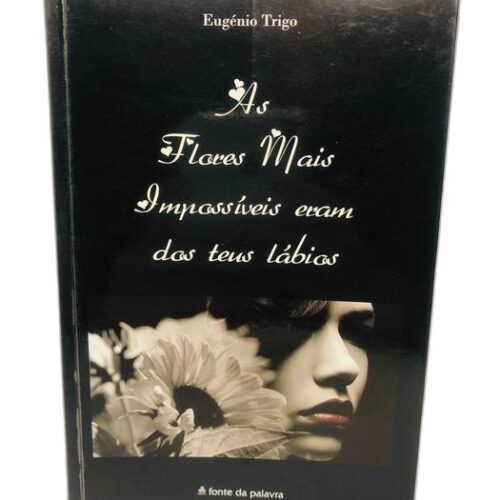 Eugénio Trigo
As
Flores Mais
Impossíveis eram
dos teus lábios
fonte da palavra